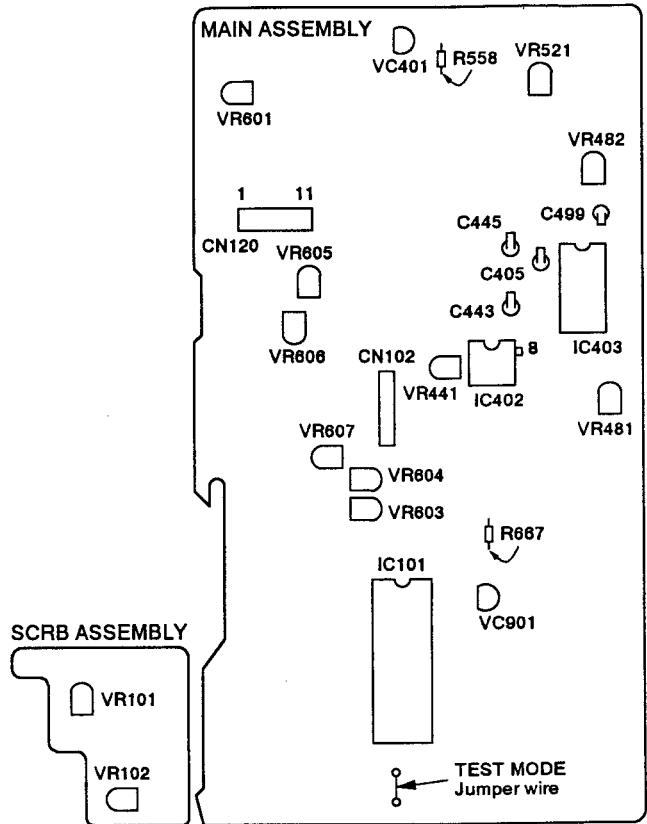 MAIN ASSEMBLY
VC401
R558
VR521
VR601
VR482
1 11
CN120
C445
C499
VR605
C405
C443
VR606
CN102
8
IC403
VR441
IC402
VR481
VR607
VR604
VR603
R667
IC101
VC901
SCRB ASSEMBLY
VR101
VR102
TEST MODE
Jumper wire